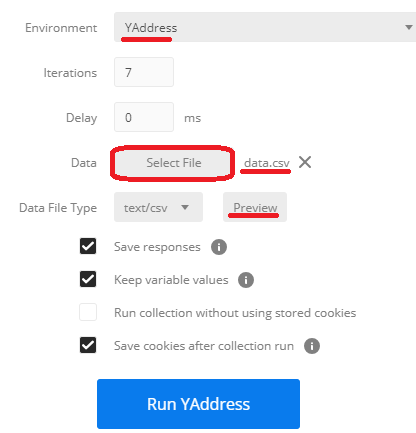 Environment YAddress
Iterations 7
Delay 0 ms
Data Select File data.csv
Data File Type text/csv Preview
Save responses
Keep variable values
Run collection without using stored cookies
Save cookies after collection run
Run YAddress